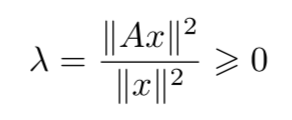 λ = ‖Ax‖² / ‖x‖² ⩾ 0